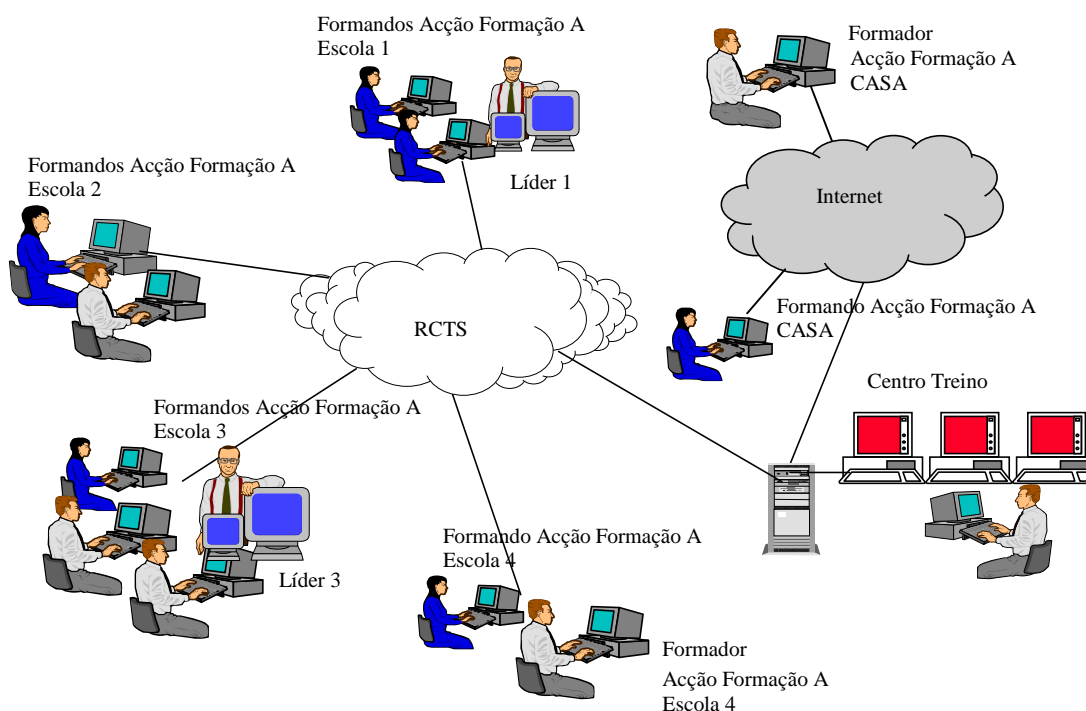 Formandos Acção Formação A
Escola 1
Líder 1
Formador
Acção Formação A
CASA
Formandos Acção Formação A
Escola 2
Internet
RCTS
Formando Acção Formação A
CASA
Centro Treino
Formandos Acção Formação A
Escola 3
Líder 3
Formando Acção Formação A
Escola 4
Formador
Acção Formação A
Escola 4